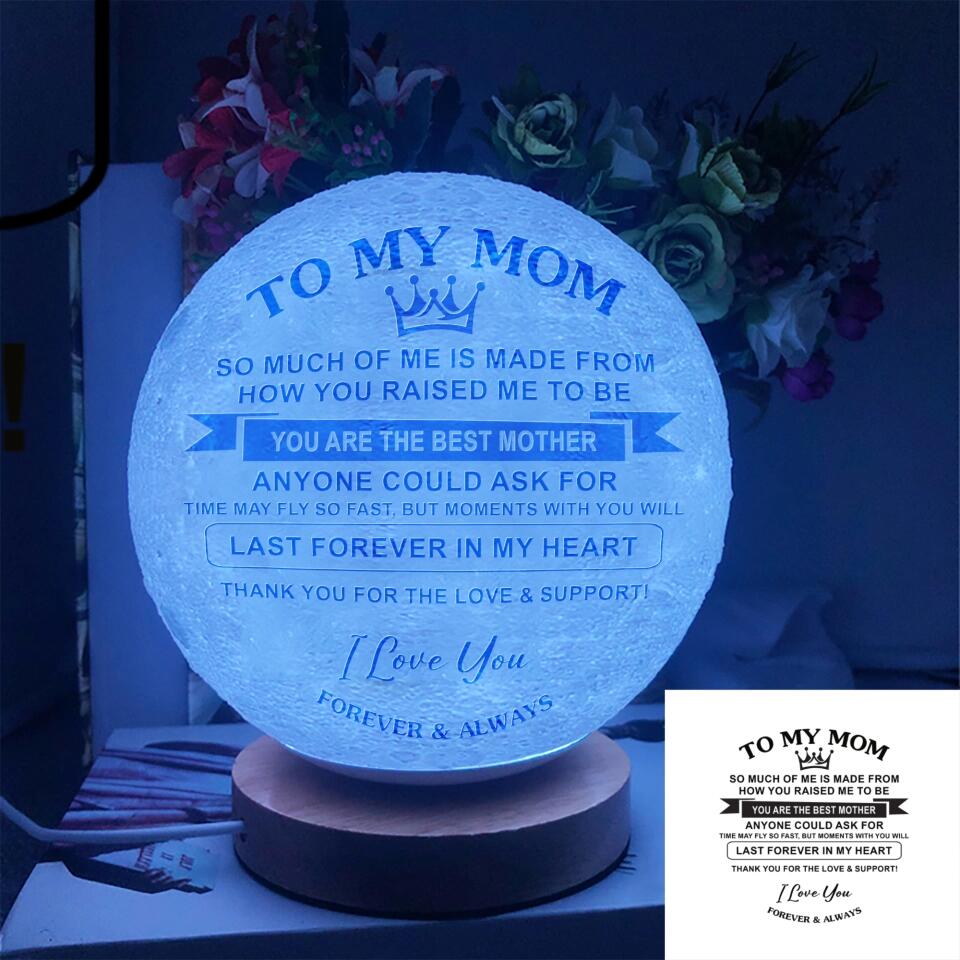 TO MY MOM
SO MUCH OF ME IS MADE FROM
HOW YOU RAISED ME TO BE
YOU ARE THE BEST MOTHER
ANYONE COULD ASK FOR
TIME MAY FLY SO FAST, BUT MOMENTS WITH YOU WILL
LAST FOREVER IN MY HEART
THANK YOU FOR THE LOVE & SUPPORT!
I Love You
FOREVER & ALWAYS
!
TO MY MOM
SO MUCH OF ME IS MADE FROM
HOW YOU RAISED ME TO BE
YOU ARE THE BEST MOTHER
ANYONE COULD ASK FOR
TIME MAY FLY SO FAST, BUT MOMENTS WITH YOU WILL
LAST FOREVER IN MY HEART
THANK YOU FOR THE LOVE & SUPPORT!
I Love You
FOREVER & ALWAYS